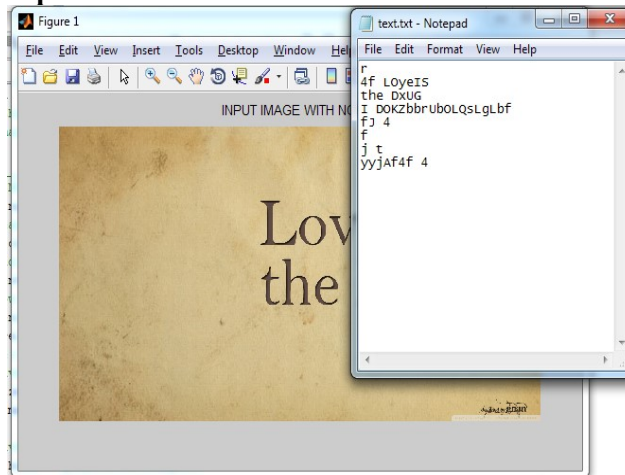 Figure 1
File Edit View Insert Tools Desktop Window Help
INPUT IMAGE WITH NO
Lov
the
text.txt - Notepad
File Edit Format View Help
r
4f LOyeIS
the DxUG
I DOKZbbrUbOLQsLgLbf
fJ 4
f
j t
yyjAf4f 4